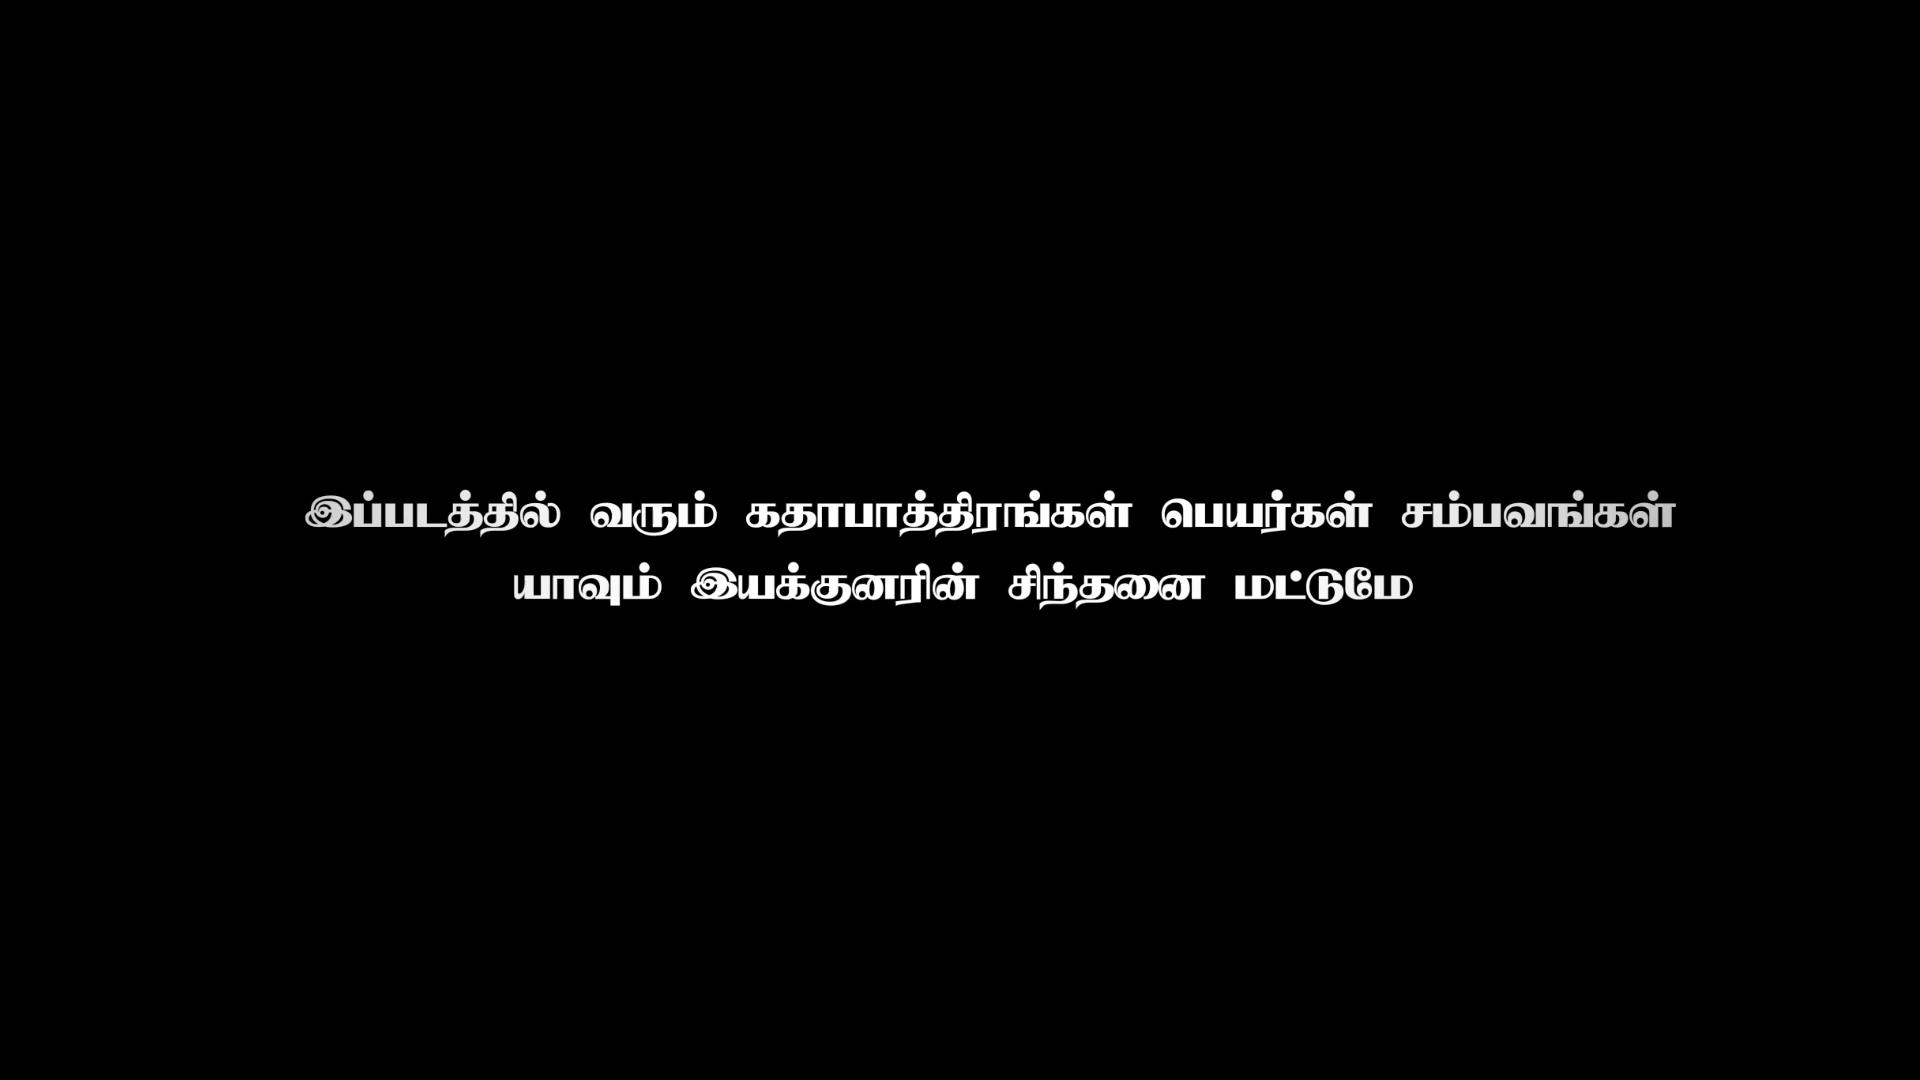 இப்படத்தில் வரும் கதாபாத்திரங்கள் பெயர்கள் சம்பவங்கள்
யாவும் இயக்குனரின் சிந்தனை மட்டுமே